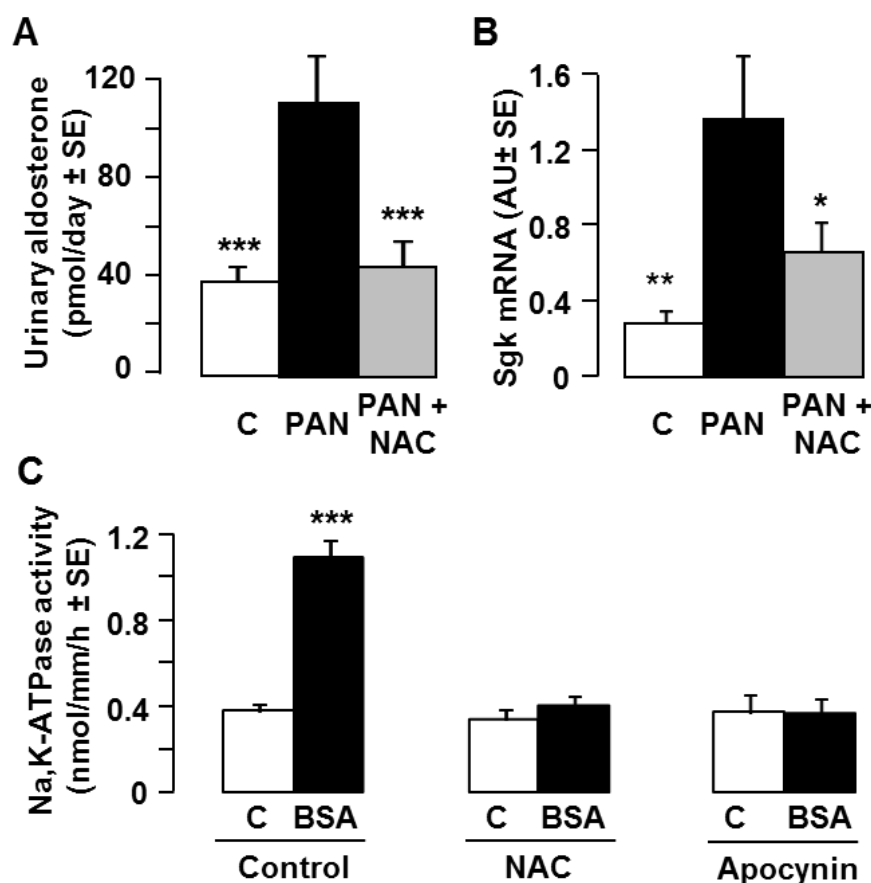 A
Urinary aldosterone
(pmol/day ± SE)
120
80
40
0
***
***
C
PAN
PAN +
NAC
B
Sgk mRNA (AU± SE)
1.6
1.2
0.8
0.4
0
**
*
C
PAN
PAN +
NAC
C
Na,K-ATPase activity
(nmol/mm/h ± SE)
1.2
0.8
0.4
0
***
C BSA
Control
C BSA
NAC
C BSA
Apocynin